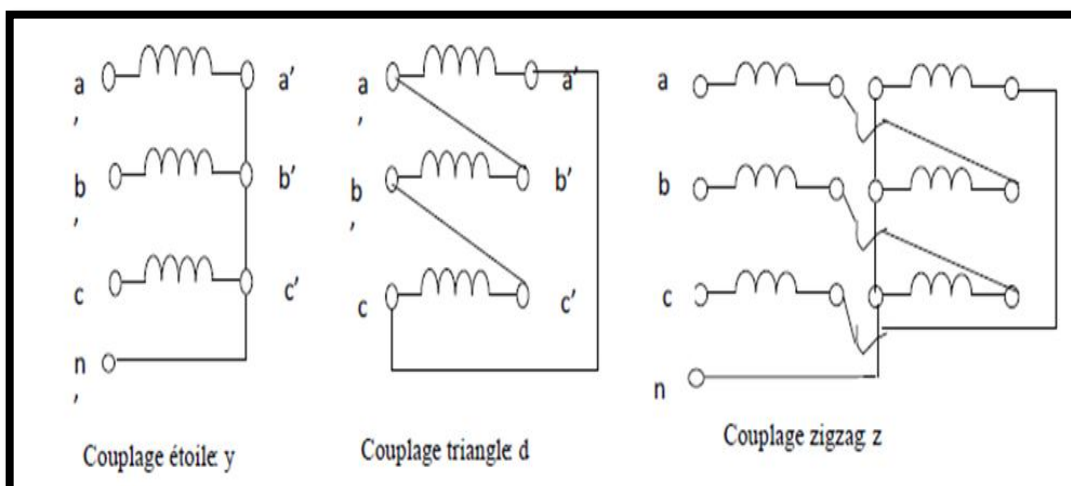 a a' a a' a
,
b b' b b' b
,
c c' c c' c
n n
,
Couplage étoile: y Couplage triangle: d Couplage zigzag: z